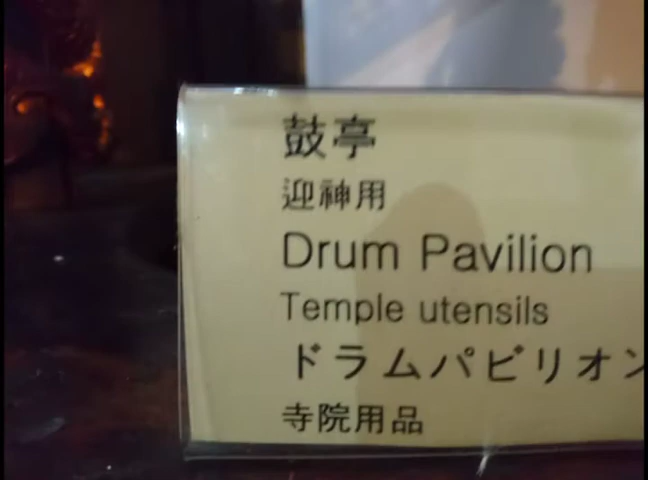 鼓亭
迎神用
Drum Pavilion
Temple utensils
ドラムパビリオン
寺院用品